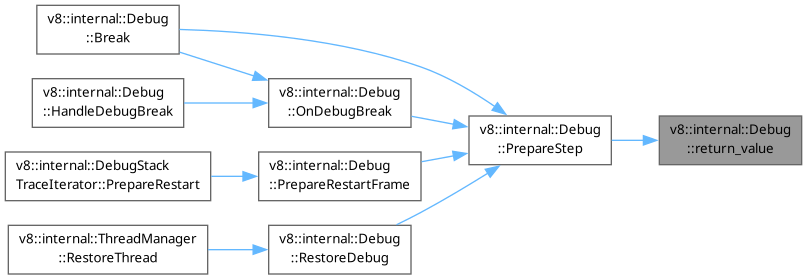 v8::internal::Debug
::Break
v8::internal::Debug
::HandleDebugBreak
v8::internal::Debug
::OnDebugBreak
v8::internal::DebugStack
TraceIterator::PrepareRestart
v8::internal::Debug
::PrepareRestartFrame
v8::internal::ThreadManager
::RestoreThread
v8::internal::Debug
::RestoreDebug
v8::internal::Debug
::PrepareStep
v8::internal::Debug
::return_value